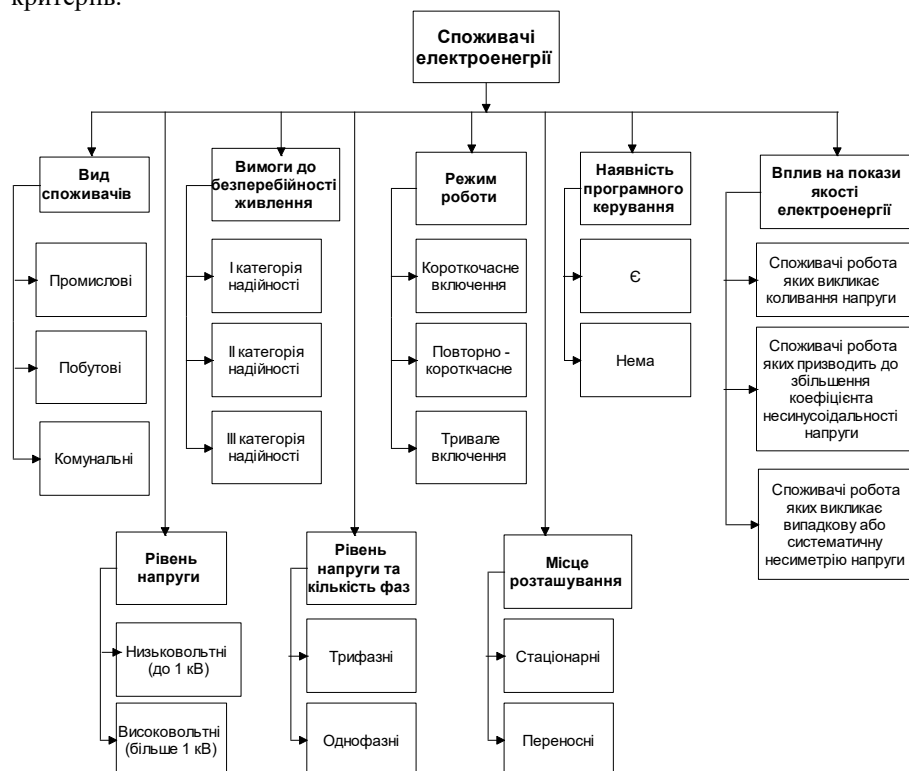 критеріїв.
Споживачі
електроенегрії
Вид
споживачів
Промислові
Побутові
Комунальні
Вимоги до
безперебійності
живлення
І категорія
надійності
ІІ категорія
надійності
ІІІ категорія
надійності
Режим
роботи
Короткочасне
включення
Повторно -
короткчасне
Тривале
включення
Наявність
програмного
керування
Є
Нема
Вплив на покази
якості
електроенергії
Споживачі робота
яких викликає
коливання напруги
Споживачі робота
яких призводить до
збільшення
коефіцієнта
несинусоїдальності
напруги
Споживачі робота
яких викликає
випадкову або
систематичну
несиметрію напруги
Рівень
напруги
Низьковольтні
(до 1 кВ)
Високовольтні
(більше 1 кВ)
Рівень
напруги та
кількість фаз
Трифазні
Однофазні
Місце
розташування
Стаціонарні
Переносні